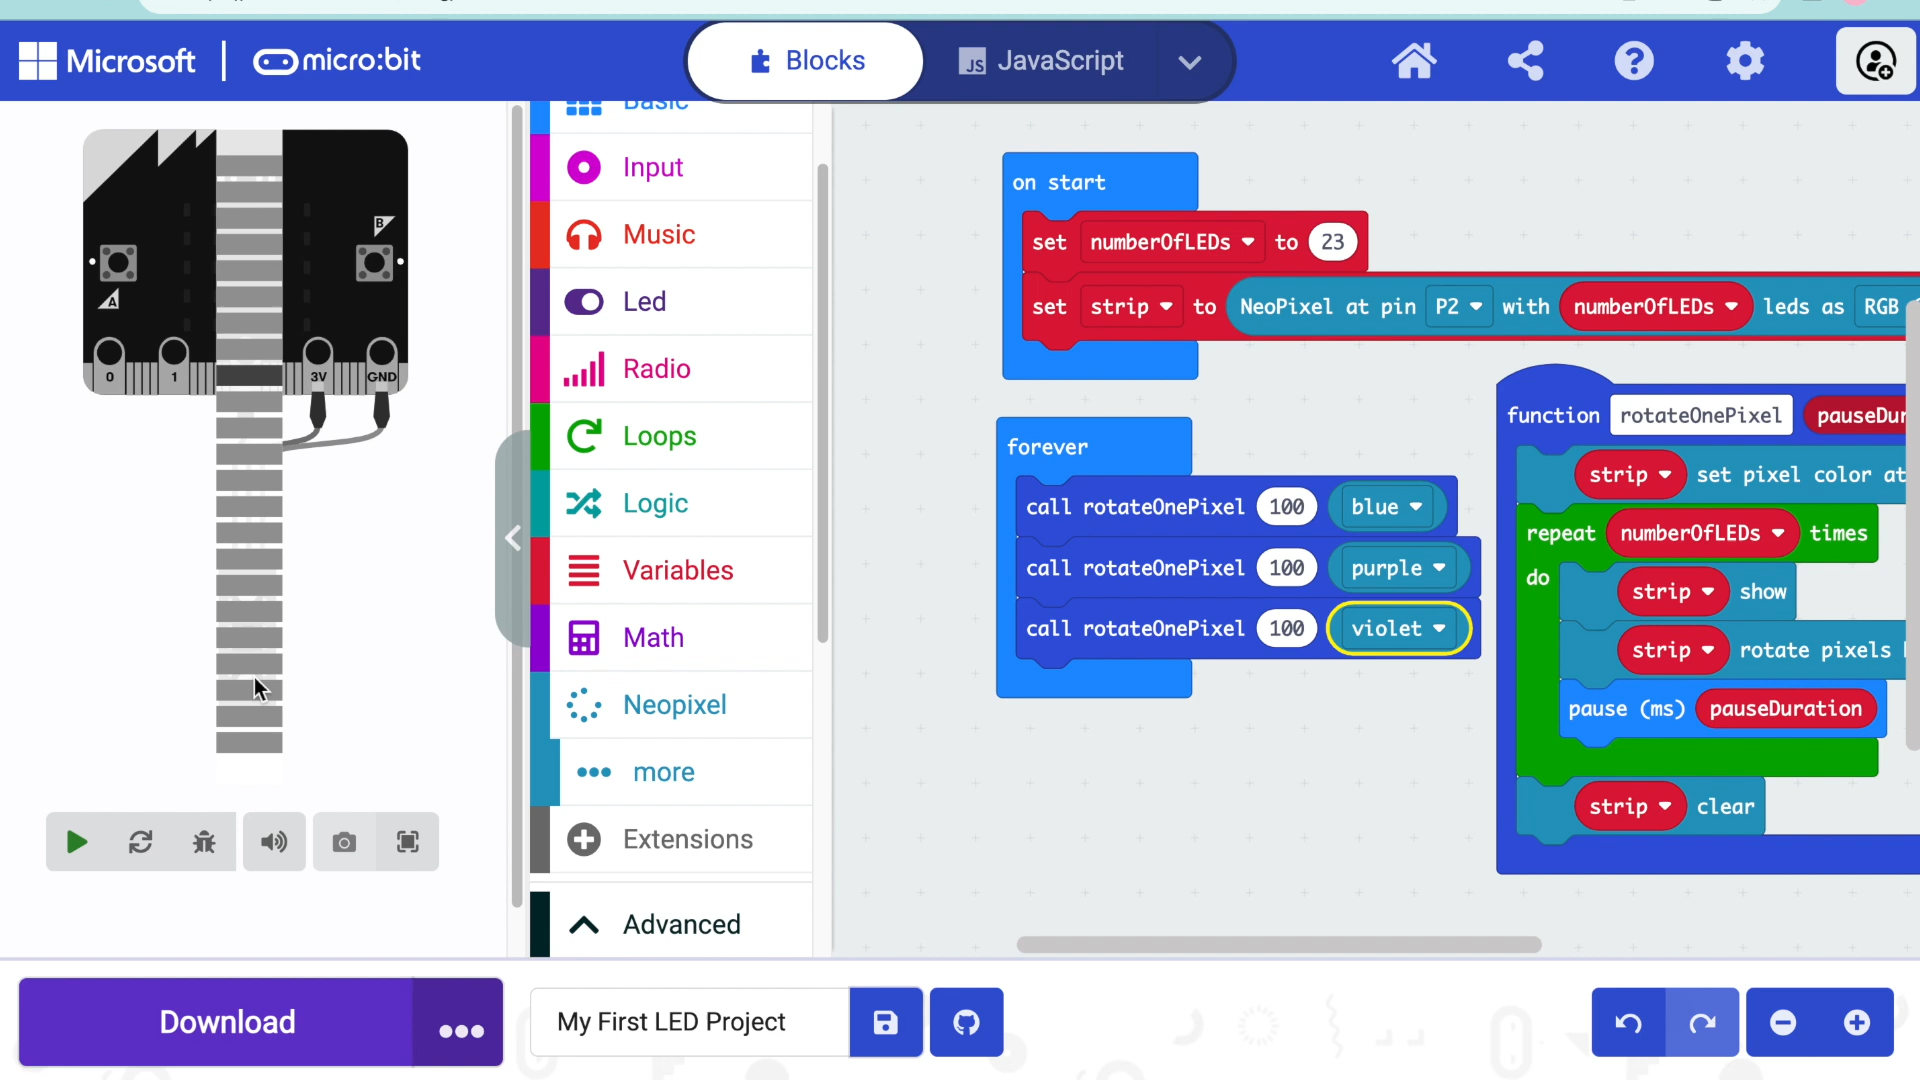 Microsoft | micro:bit
Blocks
JavaScript
B
A
0 1 3V GND
Basic
Input
Music
Led
Radio
Loops
Logic
Variables
Math
Neopixel
more
Extensions
Advanced
on start
set numberOfLEDs to 23
set strip to NeoPixel at pin P2 with numberOfLEDs leds as RGB
forever
call rotateOnePixel 100 blue
call rotateOnePixel 100 purple
call rotateOnePixel 100 violet
function rotateOnePixel pauseDur
strip set pixel color at
repeat numberOfLEDs times
do
strip show
strip rotate pixels
pause (ms) pauseDuration
strip clear
Download
My First LED Project